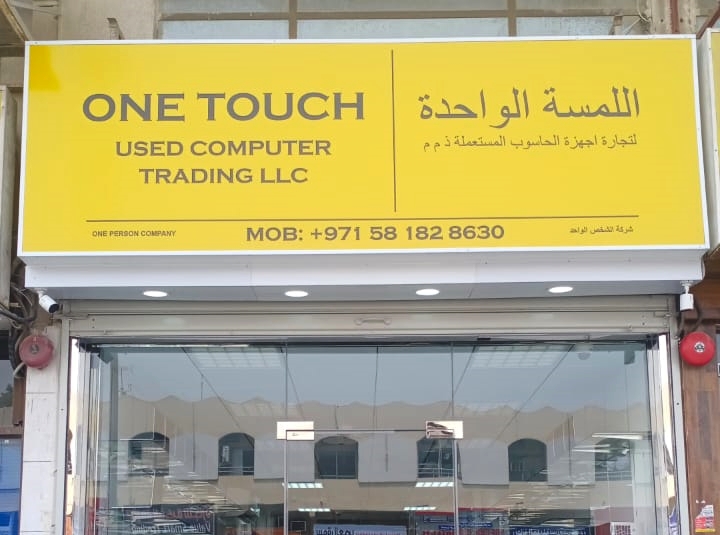 ONE TOUCH
USED COMPUTER
TRADING LLC
اللمسة الواحدة
لتجارة اجهزة الحاسوب المستعملة ذ م م
ONE PERSON COMPANY
MOB: +971 58 182 8630
شركة الشخص الواحد